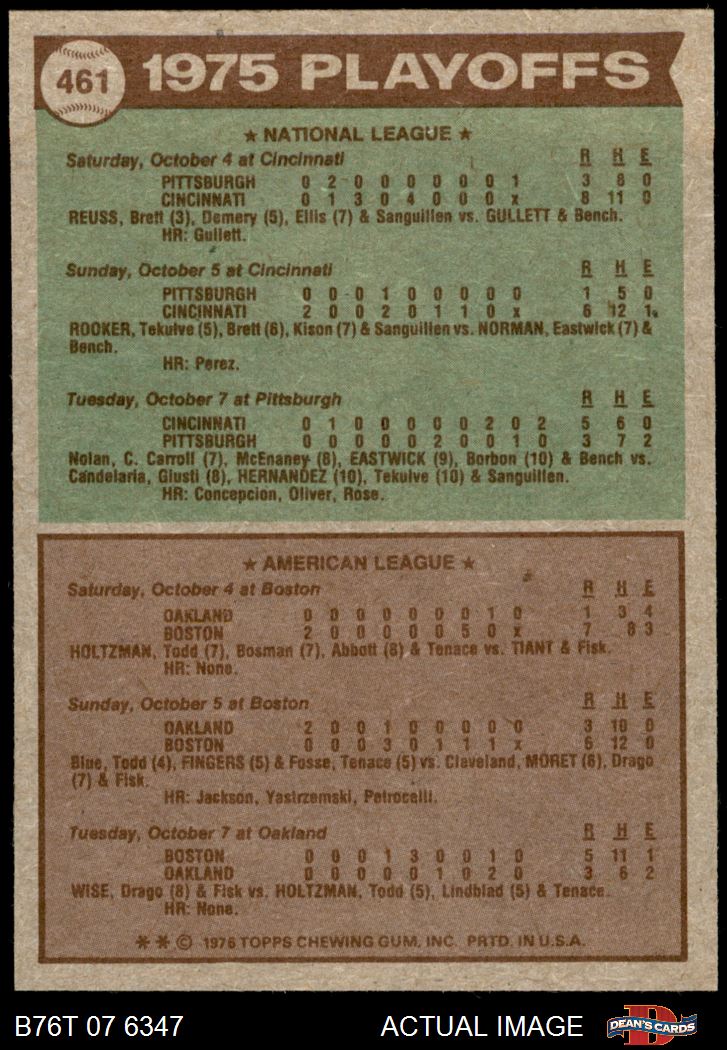 461 1975 PLAYOFFS
★ NATIONAL LEAGUE ★
Saturday, October 4 at Cincinnati R H E
PITTSBURGH 0 2 0 0 0 0 0 0 1 3 8 0
CINCINNATI 0 1 3 0 4 0 0 0 x 8 11 0
REUSS, Brett (3), Demery (5), Ellis (7) & Sanguillen vs. GULLETT & Bench.
HR: Gullett.
Sunday, October 5 at Cincinnati R H E
PITTSBURGH 0 0 0 1 0 0 0 0 0 1 5 0
CINCINNATI 2 0 0 2 0 1 1 0 x 6 12 1
ROOKER, Tekulve (5), Brett (6), Kison (7) & Sanguillen vs. NORMAN, Eastwick (7) &
Bench.
HR: Perez.
Tuesday, October 7 at Pittsburgh R H E
CINCINNATI 0 1 0 0 0 0 0 2 0 2 5 6 0
PITTSBURGH 0 0 0 0 0 2 0 0 1 0 3 7 2
Nolan, C. Carroll (7), McEnaney (8), EASTWICK (9), Borbon (10) & Bench vs.
Candelaria, Giusti (8), HERNANDEZ (10), Tekulve (10) & Sanguillen.
HR: Concepcion, Oliver, Rose.
★ AMERICAN LEAGUE ★
Saturday, October 4 at Boston R H E
OAKLAND 0 0 0 0 0 0 0 1 0 1 3 4
BOSTON 2 0 0 0 0 0 5 0 x 7 8 3
HOLTZMAN, Todd (7), Bosman (7), Abbott (8) & Tenace vs. TIANT & Fisk.
HR: None.
Sunday, October 5 at Boston R H E
OAKLAND 2 0 0 1 0 0 0 0 0 3 10 0
BOSTON 0 0 0 3 0 1 1 1 x 6 12 0
Blue, Todd (4), FINGERS (5) & Fosse, Tenace (5) vs. Cleveland, MORET (6), Drago
(7) & Fisk.
HR: Jackson, Yastrzemski, Petrocelli.
Tuesday, October 7 at Oakland R H E
BOSTON 0 0 0 1 3 0 0 1 0 5 11 1
OAKLAND 0 0 0 0 0 1 0 2 0 3 6 2
WISE, Drago (8) & Fisk vs. HOLTZMAN, Todd (5), Lindblad (5) & Tenace.
HR: None.
✻ ✻ © 1976 TOPPS CHEWING GUM, INC. PRTD. IN U.S.A.
B76T 07 6347 ACTUAL IMAGE D DEAN'S CARDS